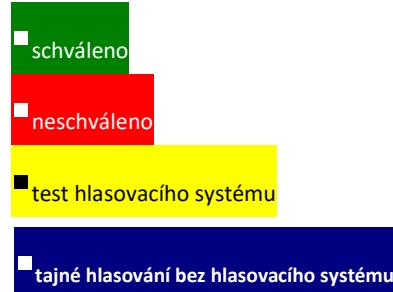 schváleno
neschváleno
test hlasovacího systému
tajné hlasování bez hlasovacího systému